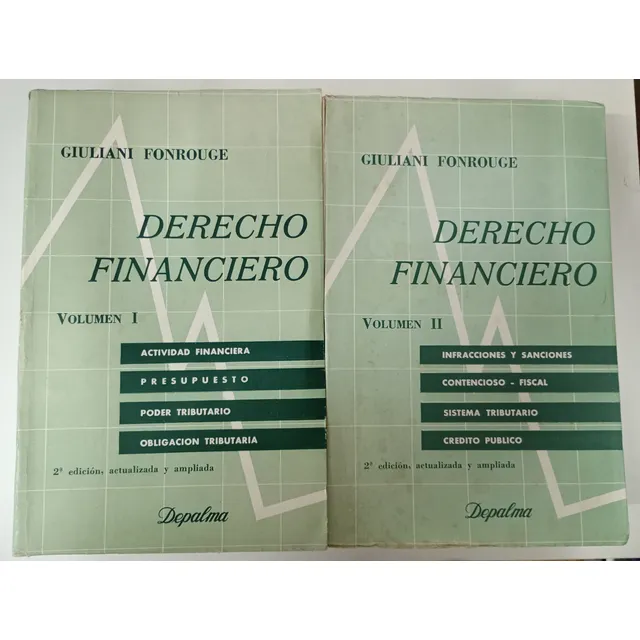 GIULIANI FONROUGE
DERECHO
FINANCIERO
VOLUMEN I
ACTIVIDAD FINANCIERA
PRESUPUESTO
PODER TRIBUTARIO
OBLIGACION TRIBUTARIA
2ª edición, actualizada y ampliada
Depalma
GIULIANI FONROUGE
DERECHO
FINANCIERO
VOLUMEN II
INFRACCIONES Y SANCIONES
CONTENCIOSO - FISCAL
SISTEMA TRIBUTARIO
CREDITO PUBLICO
2ª edición, actualizada y ampliada
Depalma